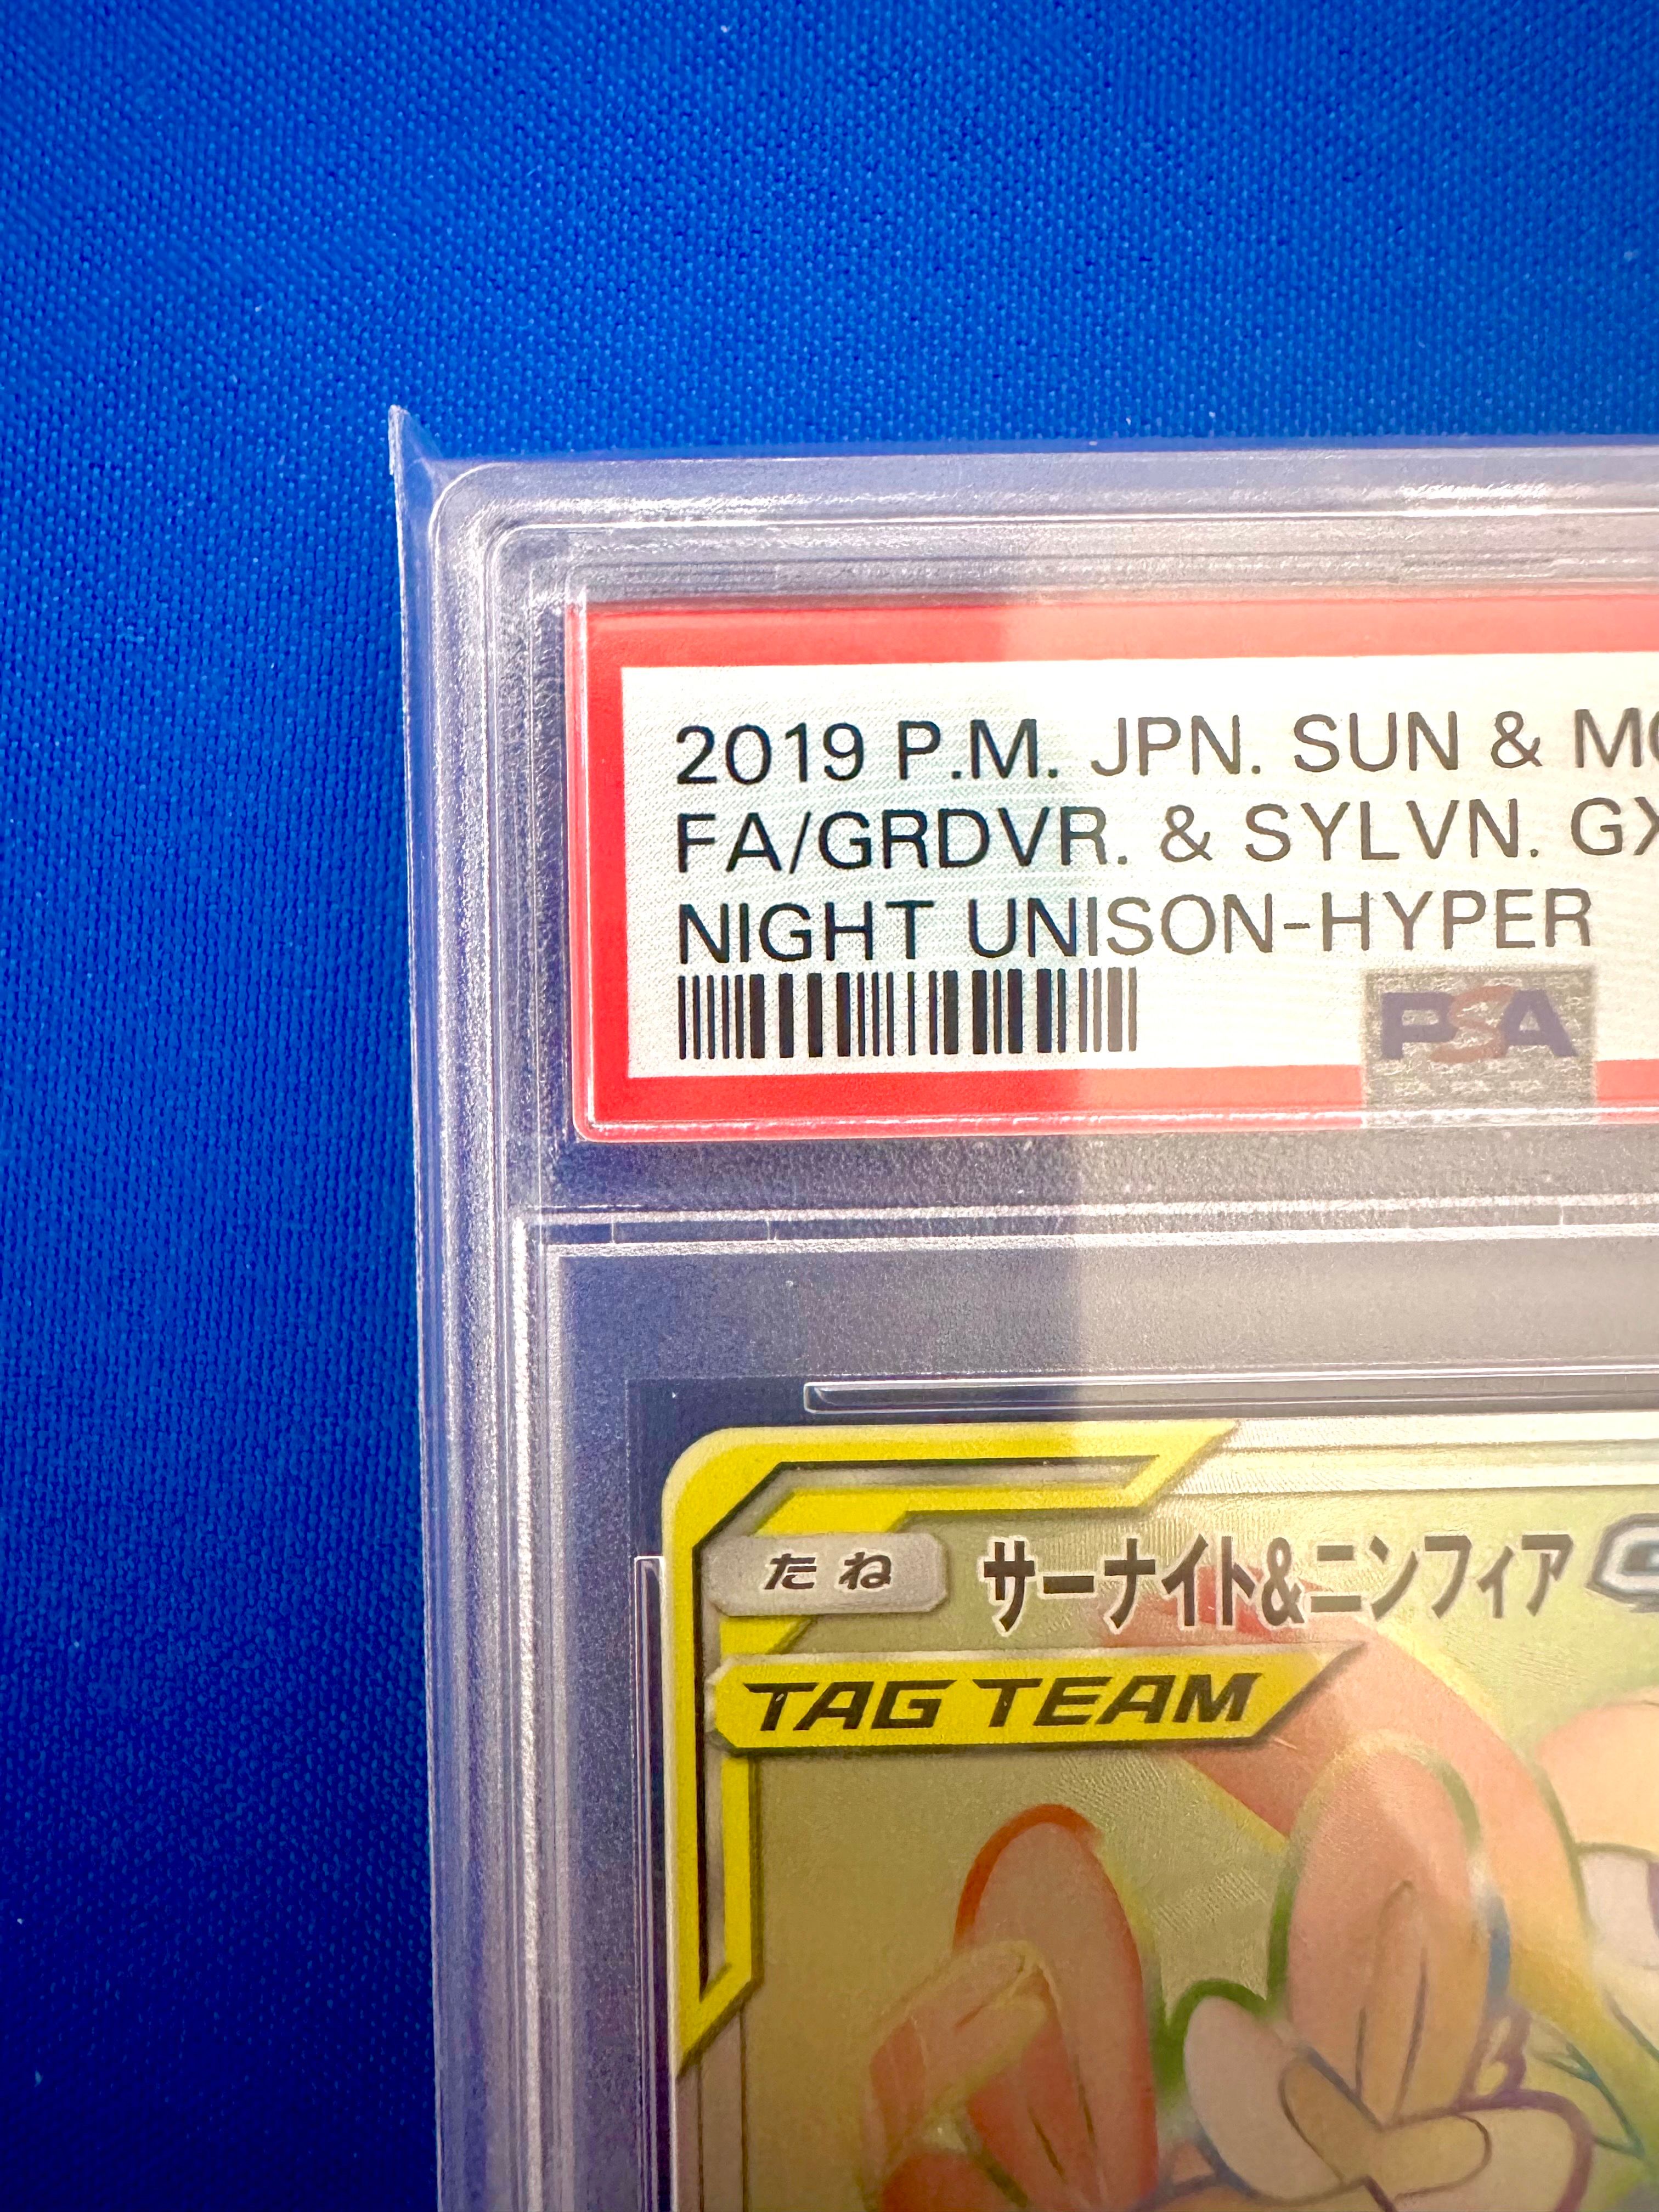 2019 P.M. JPN. SUN &
FA/GRDVR. & SYLVN. GX
NIGHT UNISON-HYPER
PSA
たね サーナイト&ニンフィア
TAG TEAM